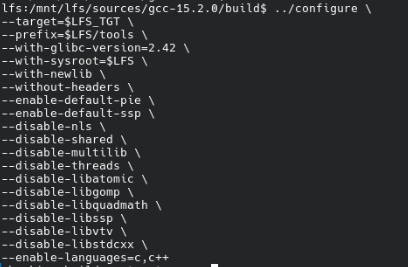 lfs:/mnt/lfs/sources/gcc-15.2.0/build$ ../configure \
--target=$LFS_TGT \
--prefix=$LFS/tools \
--with-glibc-version=2.42 \
--with-sysroot=$LFS \
--with-newlib \
--without-headers \
--enable-default-pie \
--enable-default-ssp \
--disable-nls \
--disable-shared \
--disable-multilib \
--disable-threads \
--disable-libatomic \
--disable-libgomp \
--disable-libquadmath \
--disable-libssp \
--disable-libvtv \
--disable-libstdcxx \
--enable-languages=c,c++